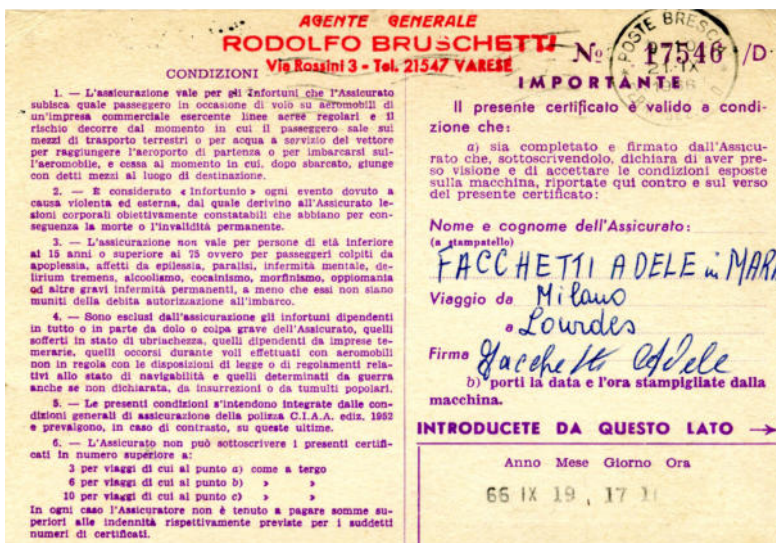 AGENTE GENERALE
RODOLFO BRUSCHETTI
Via Rossini 3 - Tel. 21547 VARESE
CONDIZIONI
1. — L'assicurazione vale per gli Infortuni che l'Assicurato
subisca quale passeggero in occasione di volo su aeromobili di
un'impresa commerciale esercente linee aeree regolari e il
rischio decorre dal momento in cui il passeggero sale sui
mezzi di trasporto terrestri o per acqua a servizio del vettore
per raggiungere l'aeroporto di partenza o per imbarcarsi sul-
l'aeromobile, e cessa al momento in cui, dopo sbarcato, giunge
con detti mezzi al luogo di destinazione.
2. — È considerato « Infortunio » ogni evento dovuto a
causa violenta ed esterna, dal quale derivino all'Assicurato le-
sioni corporali obiettivamente constatabili che abbiano per con-
seguenza la morte o l'invalidità permanente.
3. — L'assicurazione non vale per persone di età inferiore
ai 15 anni o superiore ai 75 ovvero per passeggeri colpiti da
apoplessia, affetti da epilessia, paralisi, infermità mentale, de-
lirium tremens, alcoolismo, cocainismo, morfinismo, oppiomania
od altre gravi infermità permanenti, a meno che essi non siano
muniti della debita autorizzazione all'imbarco.
4. — Sono esclusi dall'assicurazione gli infortuni dipendenti
in tutto o in parte da dolo o colpa grave dell'Assicurato, quelli
sofferti in stato di ubriachezza, quelli dipendenti da imprese te-
merarie, quelli occorsi durante voli effettuati con aeromobili
non in regola con le disposizioni di legge o di regolamenti rela-
tivi allo stato di navigabilità e quelli determinati da guerra
anche se non dichiarata, da insurrezioni o da tumulti popolari.
5. — Le presenti condizioni s'intendono integrate dalle con-
dizioni generali di assicurazione della polizza C.I.A.A. ediz. 1952
e prevalgono, in caso di contrasto, su queste ultime.
6. — L'Assicurato non può sottoscrivere i presenti certifi-
cati in numero superiore a:
3 per viaggi di cui al punto a) come a tergo
6 per viaggi di cui al punto b) » »
10 per viaggi di cui al punto c) » »
In ogni caso l'Assicuratore non è tenuto a pagare somme su-
periori alle indennità rispettivamente previste per i suddetti
numeri di certificati.
No 17546 /D
POSTE BRESC
IMPORTANTE
Il presente certificato è valido a condi-
zione che:
a) sia completato e firmato dall'Assicu-
rato che, sottoscrivendolo, dichiara di aver pre-
so visione e di accettare le condizioni esposte
sulla macchina, riportate qui contro e sul verso
del presente certificato:
Nome e cognome dell'Assicurato:
(a stampatello)
FACCHETTI ADELE in MAR
Viaggio da Milano
a Lourdes
Firma Facchetti Adele
b) porti la data e l'ora stampigliate dalla
macchina.
INTRODUCETE DA QUESTO LATO →
Anno Mese Giorno Ora
66 IX 19, 17